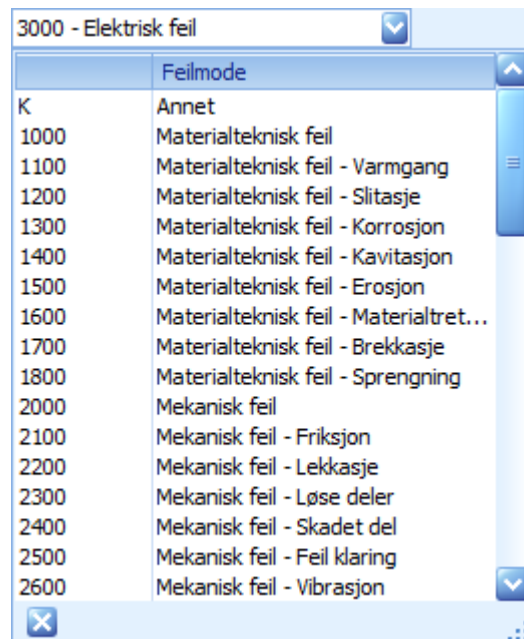 3000 - Elektrisk feil
Feilmode
K Annet
1000 Materialteknisk feil
1100 Materialteknisk feil - Varmgang
1200 Materialteknisk feil - Slitasje
1300 Materialteknisk feil - Korrosjon
1400 Materialteknisk feil - Kavitasjon
1500 Materialteknisk feil - Erosjon
1600 Materialteknisk feil - Materialtret...
1700 Materialteknisk feil - Brekkasje
1800 Materialteknisk feil - Sprengning
2000 Mekanisk feil
2100 Mekanisk feil - Friksjon
2200 Mekanisk feil - Lekkasje
2300 Mekanisk feil - Løse deler
2400 Mekanisk feil - Skadet del
2500 Mekanisk feil - Feil klaring
2600 Mekanisk feil - Vibrasjon